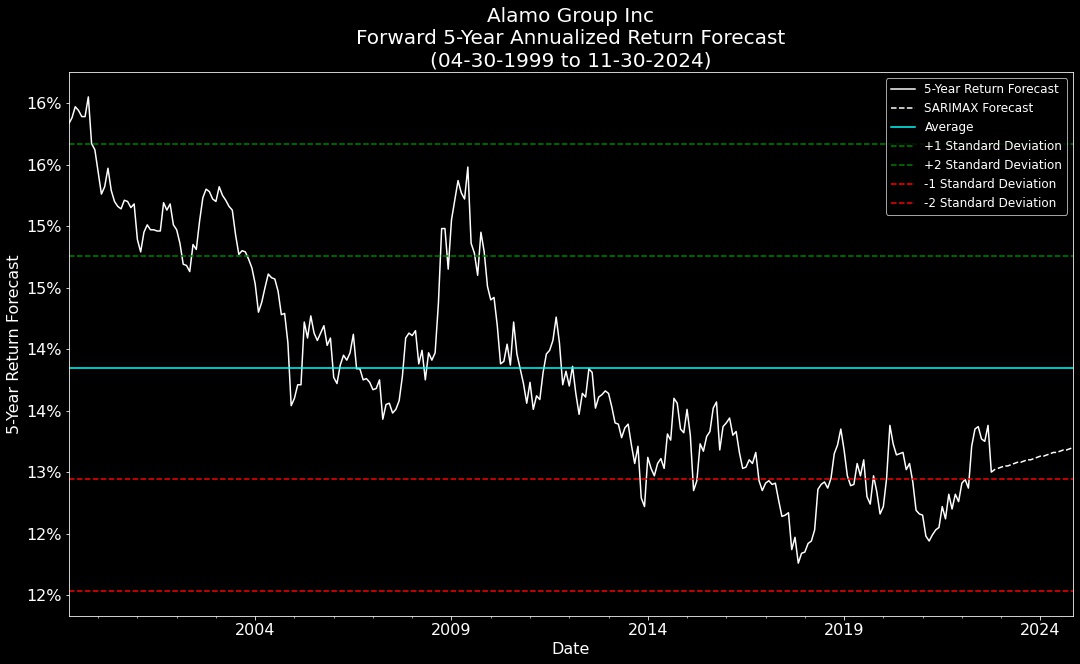 Alamo Group Inc
Forward 5-Year Annualized Return Forecast
(04-30-1999 to 11-30-2024)
5-Year Return Forecast
SARIMAX Forecast
Average
+1 Standard Deviation
+2 Standard Deviation
-1 Standard Deviation
-2 Standard Deviation
5-Year Return Forecast
16%
16%
15%
15%
14%
14%
13%
12%
12%
2004
2009
2014
2019
2024
Date